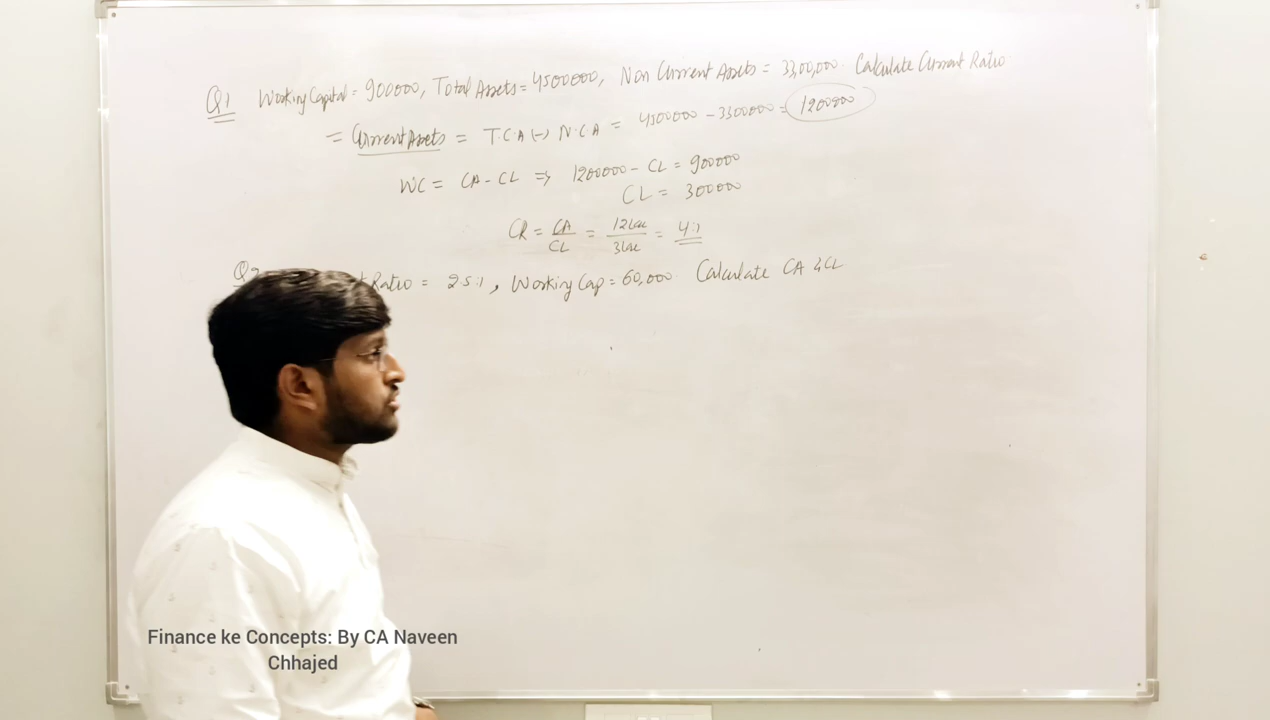 Q1 Working Capital = 900000, Total Assets = 4500000, Non Current Assets = 33,00,000. Calculate Current Ratio.
= Current Assets = T.C.A (-) N.C.A = 4500000 - 3300000 = 1200000
WC = CA - CL ⇒ 1200000 - CL = 900000
CL = 300000
CR = CA/CL = 12Lac/3Lac = 4:1
Q2 Ratio = 2.5:1, Working Cap = 60,000. Calculate CA & CL
Finance ke Concepts: By CA Naveen
Chhajed